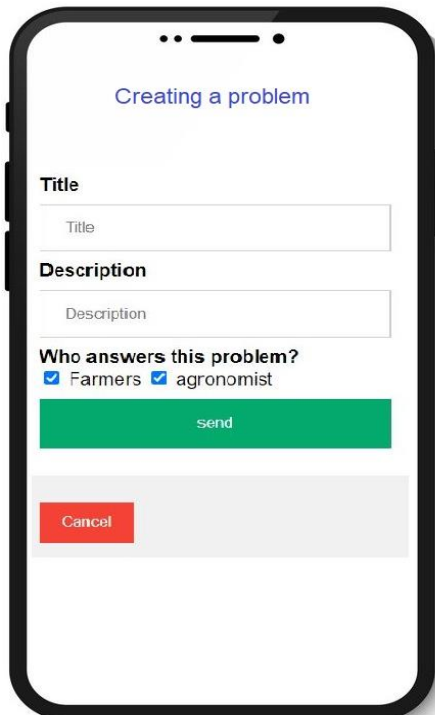 Creating a problem
Title
Title
Description
Description
Who answers this problem?
Farmers agronomist
send
Cancel